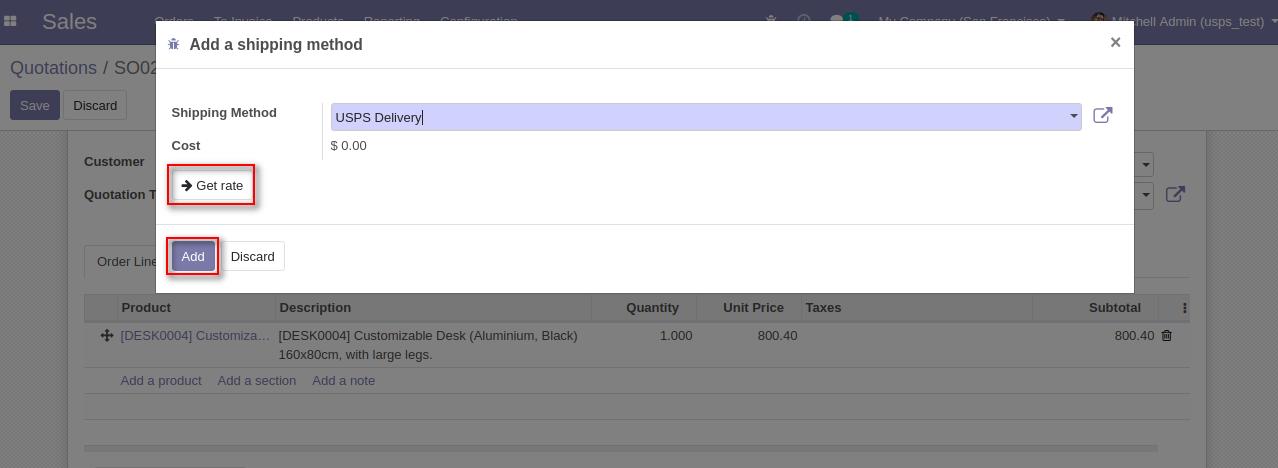 Sales Orders To Invoice Products Reporting Configuration 1 My Company (San Francisco) Mitchell Admin (usps_test)
Add a shipping method ×
Quotations / SO02
Save Discard
Shipping Method USPS Delivery
Cost $ 0.00
Customer
Get rate
Quotation T
Add Discard
Order Line
Product Description Quantity Unit Price Taxes Subtotal
[DESK0004] Customiza... [DESK0004] Customizable Desk (Aluminium, Black) 1.000 800.40 800.40
160x80cm, with large legs.
Add a product Add a section Add a note